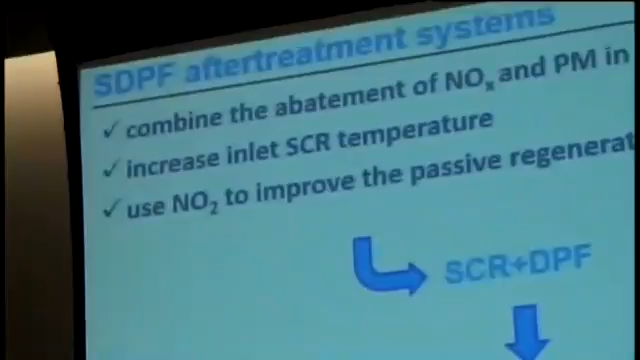 SDPF aftertreatment systems
✓ combine the abatement of NOₓ and PM in
✓ increase inlet SCR temperature
✓ use NO₂ to improve the passive regenerat
SCR+DPF